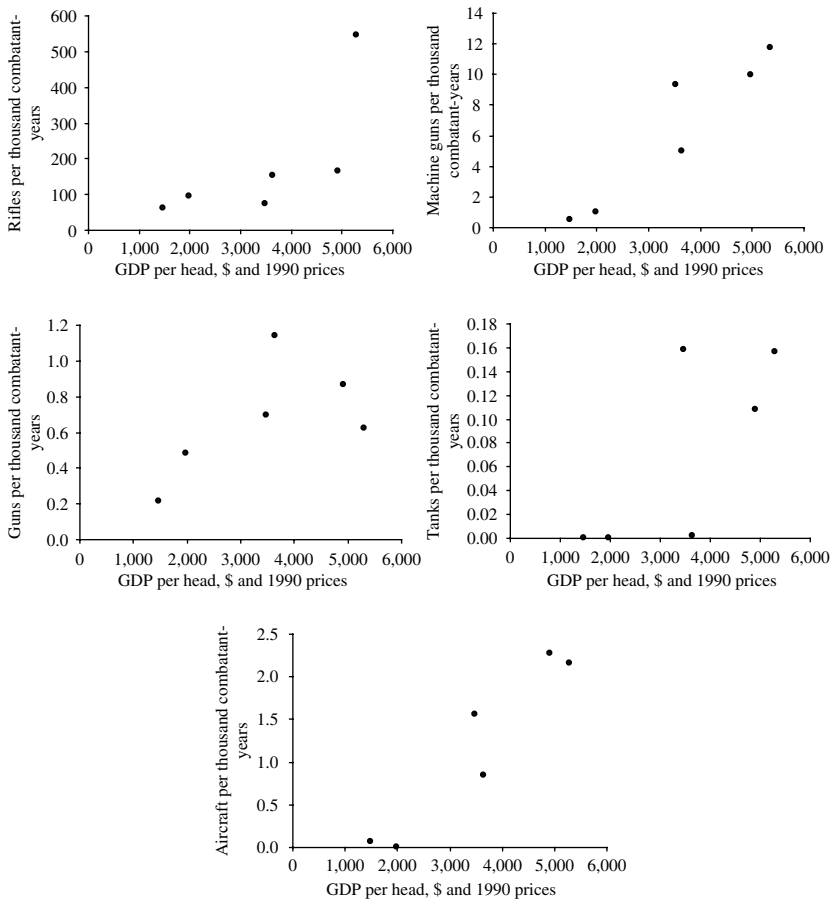 Rifles per thousand combatant-
years
600
500
400
300
200
100
0
0 1,000 2,000 3,000 4,000 5,000 6,000
GDP per head, $ and 1990 prices
Machine guns per thousand
combatant-years
14
12
10
8
6
4
2
0
0 1,000 2,000 3,000 4,000 5,000 6,000
GDP per head, $ and 1990 prices
Guns per thousand combatant-
years
1.2
1.0
0.8
0.6
0.4
0.2
0.0
0 1,000 2,000 3,000 4,000 5,000 6,000
GDP per head, $ and 1990 prices
Tanks per thousand combatant-
years
0.18
0.16
0.14
0.12
0.10
0.08
0.06
0.04
0.02
0.00
0 1,000 2,000 3,000 4,000 5,000 6,000
GDP per head, $ and 1990 prices
Aircraft per thousand combatant-
years
2.5
2.0
1.5
1.0
0.5
0.0
0 1,000 2,000 3,000 4,000 5,000 6,000
GDP per head, $ and 1990 prices